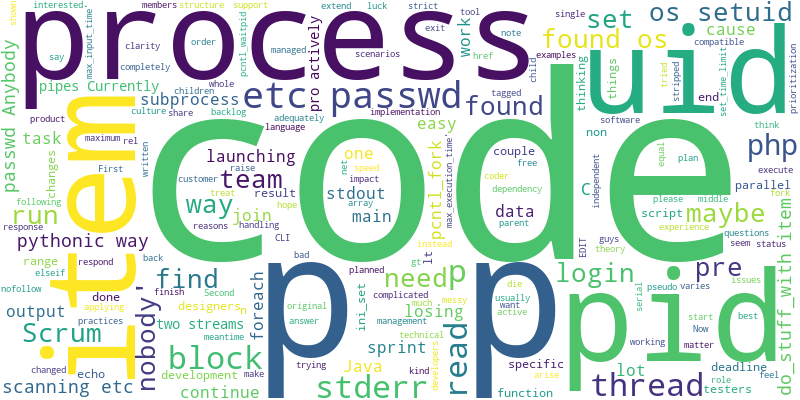 shown
interested.
members
structure
support
extend
luck
strict
single
os setuid
process
say
clarity
completely
max_input_time
order
pcntl_waitpid
managed
scenarios
tool
exit
work
href
note
child
set
found os
examples
cause
compatible
prioritization
pipes Currently
whole
pro actively
thinking
things
tried
stripped
set_time_limit
uid
passwd Anybody
children
subprocess
etc passwd
found
tagged
implementation
end
product
culture
share
backlog
adequately
language
easy
non
software
think
task
maximum
rel
item
written
First
changes
launching
raise
one
speed
pcntl_fork
max_execution_time
couple
free
coder
dependency
parent
data
code
C
independent
equal
plan
php
execute
following
customer
team
impact
net
treat
result
stdout
array
please
middle
parallel
fork
run
response
way
join
reasons
handling
hope
main
script
maybe
experience
pythonic way
CLI
instead
EDIT
guys
theory
questions
seem
status
range
respond
back
bad
lt
gt
need
p
pre
elseif
done
finish
find
planned
complicated
die
usually
want
active
login
pseudo
varies
issues
nofollow
applying
Second
designers
n
original
answer
ini_set
much
messy
losing
serial
start
Now
best
output
practices
nobody'
two streams
foreach
management
technical
working
matter
do_stuff_with item
Scrum
meantime
trying
sprint
read
specific
deadline
feel
changed
echo
block
Java
kind
developers
arise
lot
role
testers
scanning etc
development
make
continue
stderr
function
thread
pp
pid